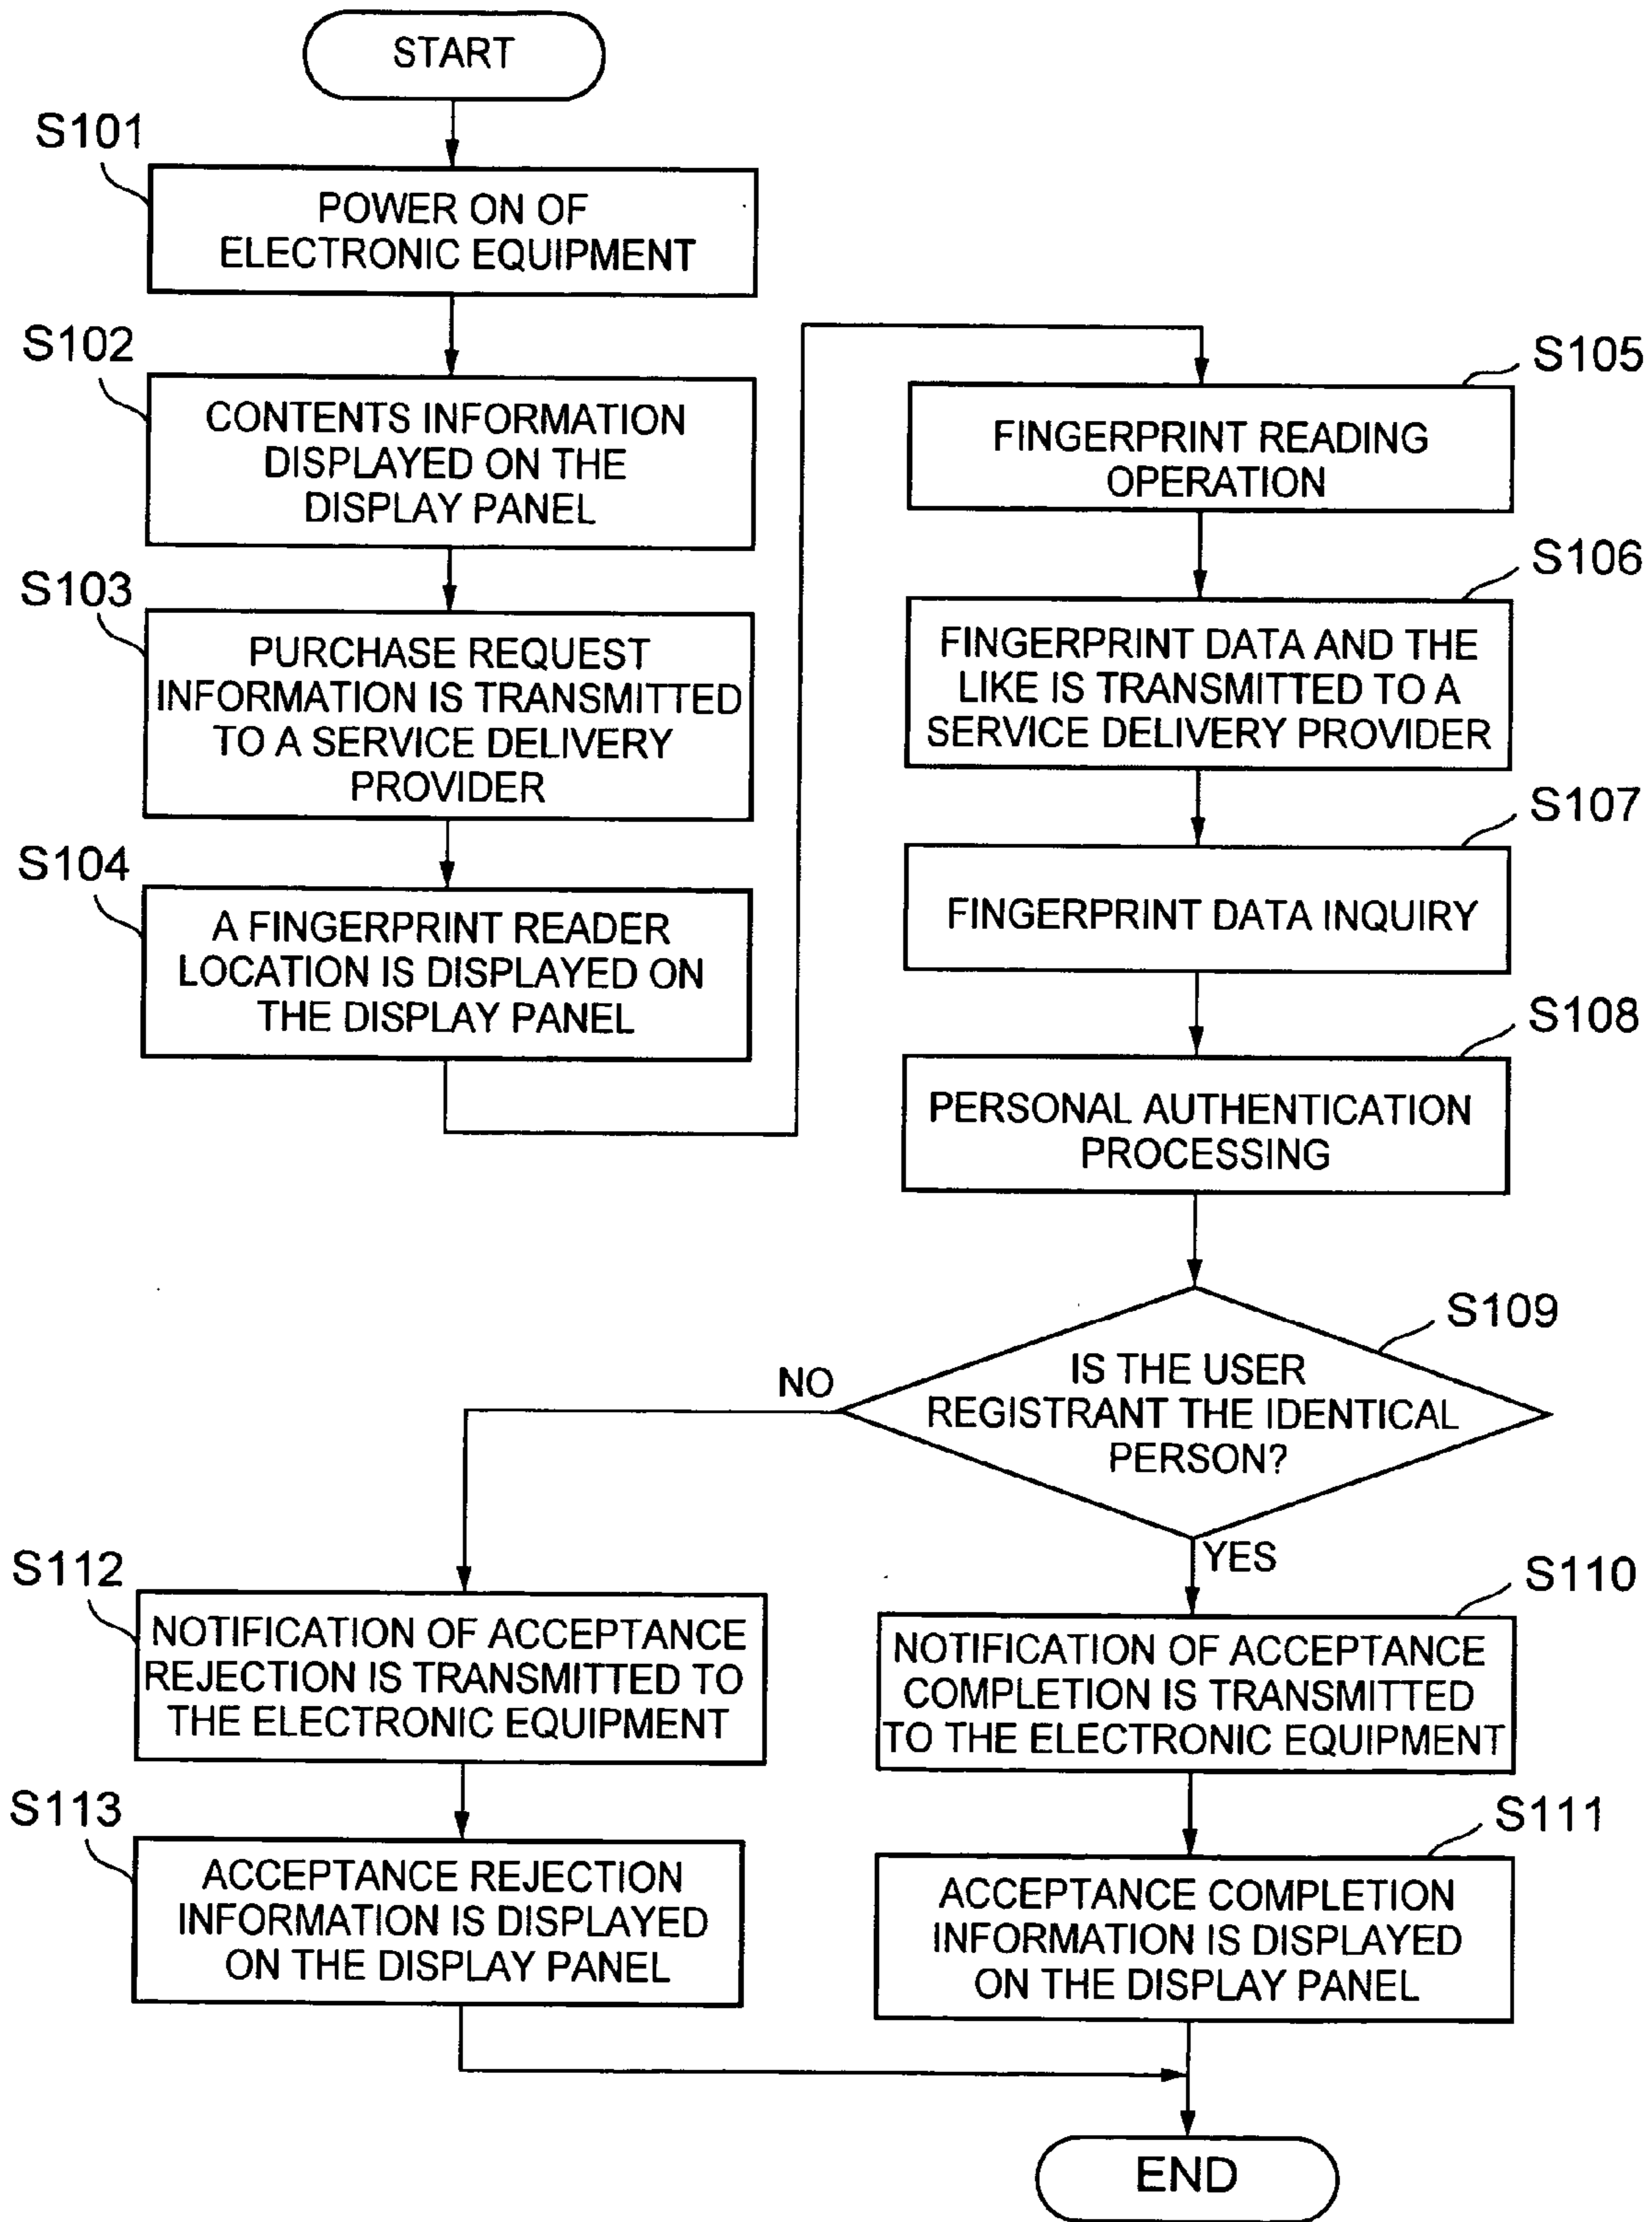 START
S101
POWER ON OF
ELECTRONIC EQUIPMENT
S102
CONTENTS INFORMATION
DISPLAYED ON THE
DISPLAY PANEL
S103
PURCHASE REQUEST
INFORMATION IS TRANSMITTED
TO A SERVICE DELIVERY
PROVIDER
S104
A FINGERPRINT READER
LOCATION IS DISPLAYED ON
THE DISPLAY PANEL
S105
FINGERPRINT READING
OPERATION
S106
FINGERPRINT DATA AND THE
LIKE IS TRANSMITTED TO A
SERVICE DELIVERY PROVIDER
S107
FINGERPRINT DATA INQUIRY
S108
PERSONAL AUTHENTICATION
PROCESSING
S109
IS THE USER
REGISTRANT THE IDENTICAL
PERSON?
NO
YES
S110
NOTIFICATION OF ACCEPTANCE
COMPLETION IS TRANSMITTED
TO THE ELECTRONIC EQUIPMENT
S111
ACCEPTANCE COMPLETION
INFORMATION IS DISPLAYED
ON THE DISPLAY PANEL
S112
NOTIFICATION OF ACCEPTANCE
REJECTION IS TRANSMITTED TO
THE ELECTRONIC EQUIPMENT
S113
ACCEPTANCE REJECTION
INFORMATION IS DISPLAYED
ON THE DISPLAY PANEL
END